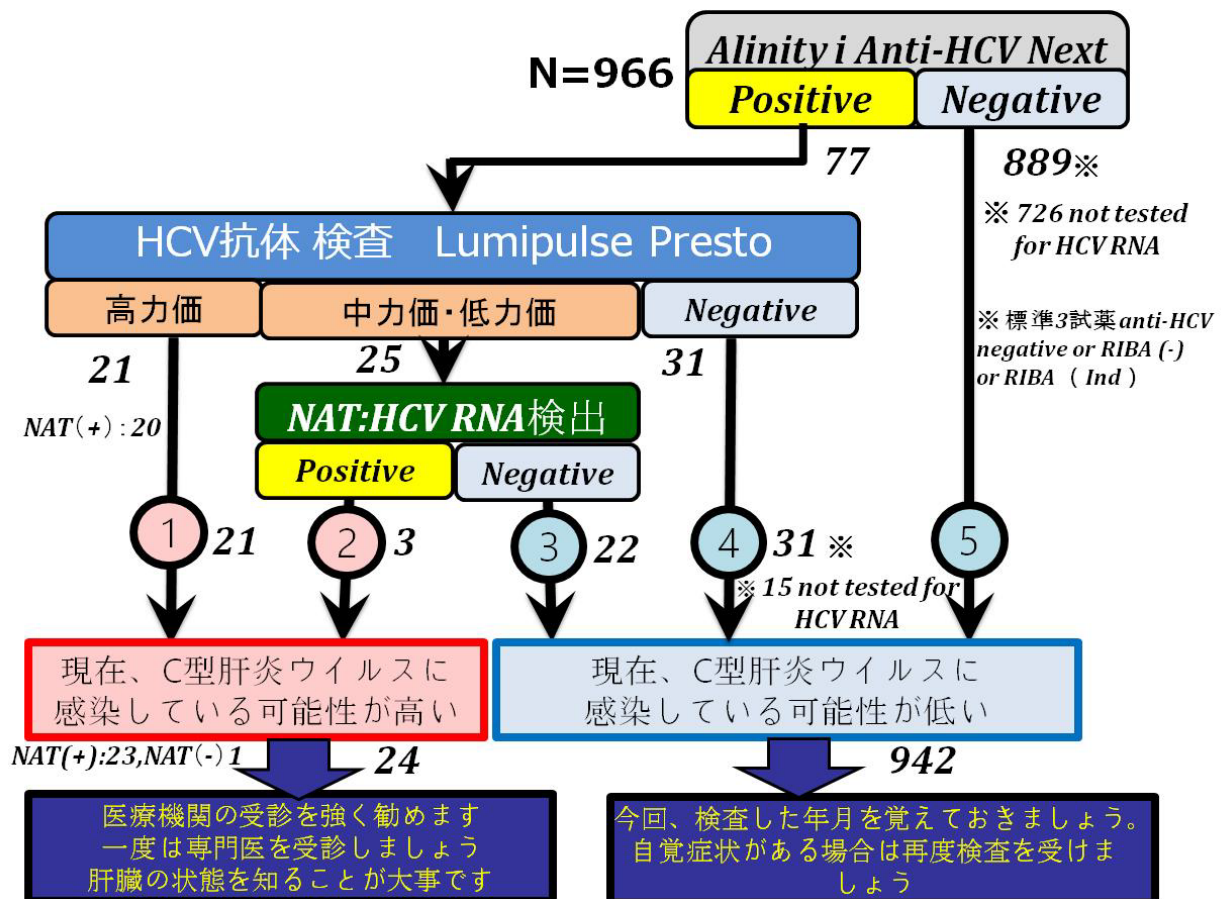 Alinity i Anti-HCV Next
N=966
Positive
Negative
77
889※
※ 726 not tested
for HCV RNA
HCV抗体 検査 Lumipulse Presto
高力価
中力価・低力価
Negative
※ 標準3試薬anti-HCV
negative or RIBA (-)
or RIBA （ Ind ）
21
25
31
NAT(+) : 20
NAT:HCV RNA検出
Positive
Negative
1
21
2
3
3
22
4
31 ※
5
※ 15 not tested for
HCV RNA
現在、C型肝炎ウイルスに
感染している可能性が高い
現在、C型肝炎ウイルスに
感染している可能性が低い
NAT(+):23,NAT(-) 1
24
942
医療機関の受診を強く勧めます
一度は専門医を受診しましょう
肝臓の状態を知ることが大事です
今回、検査した年月を覚えておきましょう。
自覚症状がある場合は再度検査を受けま
しょう